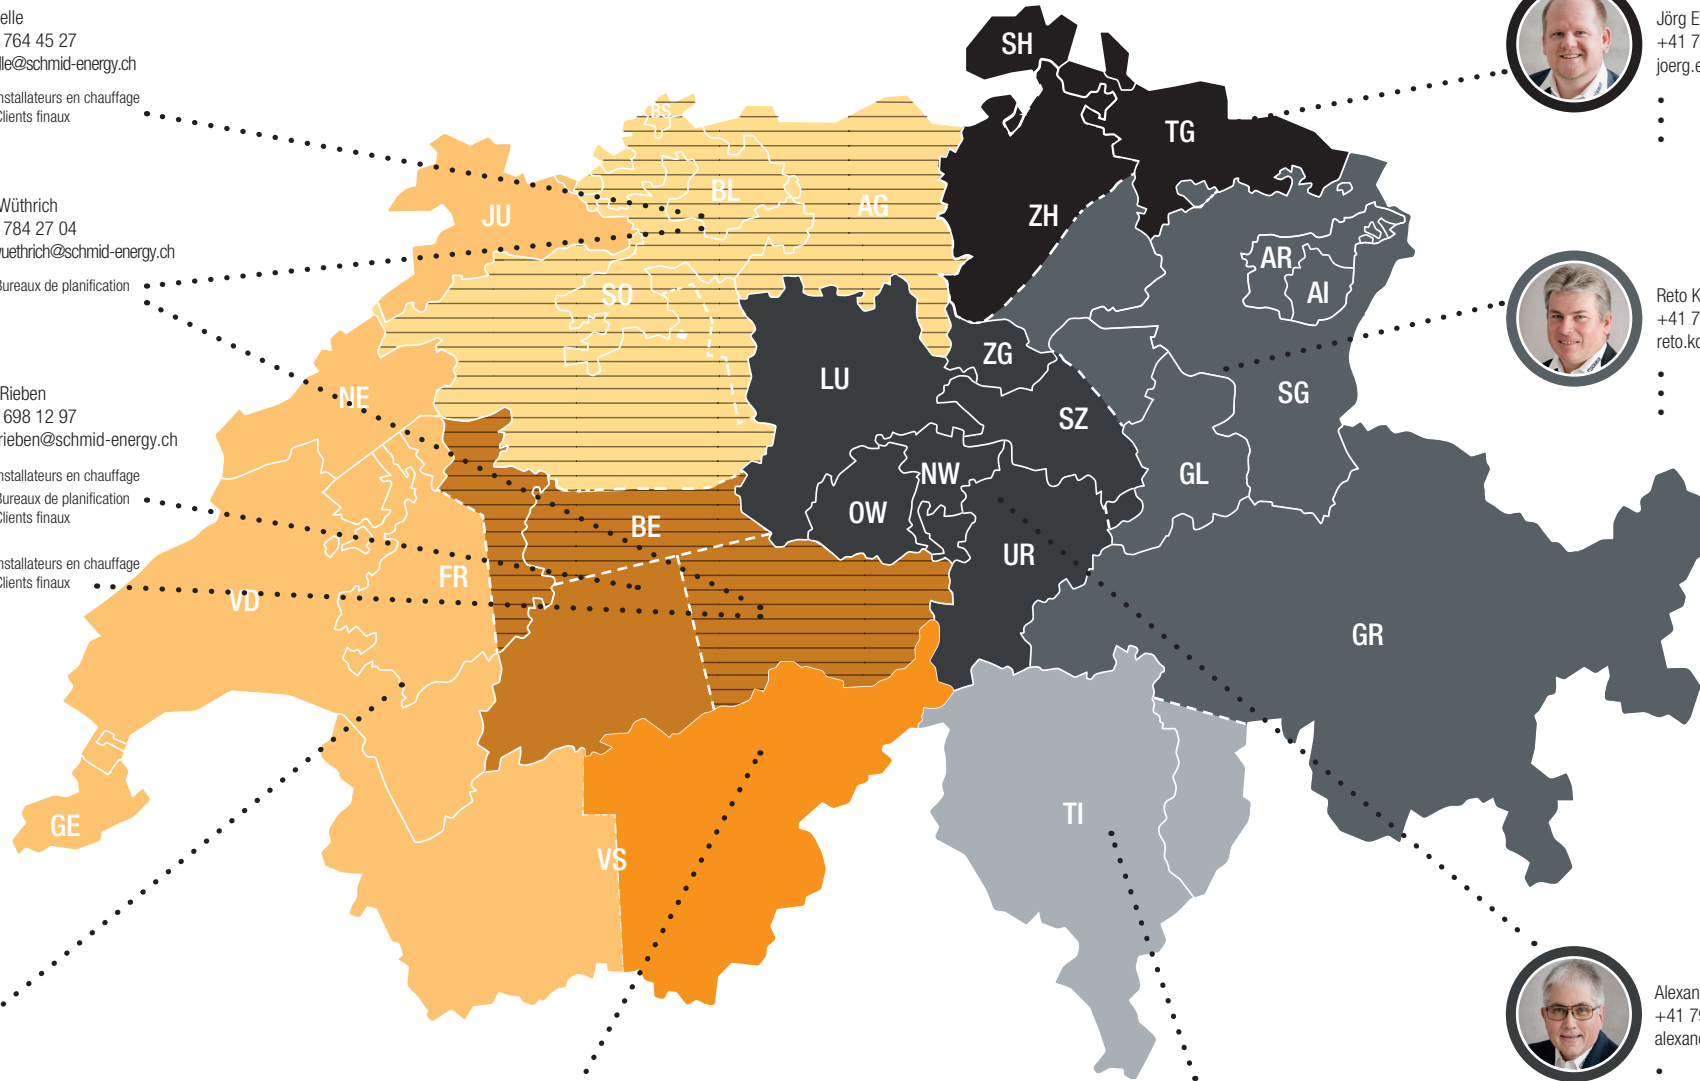 elle
764 45 27
lle@schmid-energy.ch
nstallateurs en chauffage
Clients finaux
Wüthrich
784 27 04
vuethrich@schmid-energy.ch
Bureaux de planification
Rieben
698 12 97
rieben@schmid-energy.ch
nstallateurs en chauffage
Bureaux de planification
Clients finaux
nstallateurs en chauffage
Clients finaux
SH
BS
TG
BL
AG
ZH
JU
SO
AR
AI
ZG
LU
NE
SZ
SG
NW
GL
OW
BE
UR
FR
VD
GR
GE
TI
VS
Jörg E
+41 7
joerg.e
Reto K
+41 7
reto.ko
Alexan
+41 79
alexand